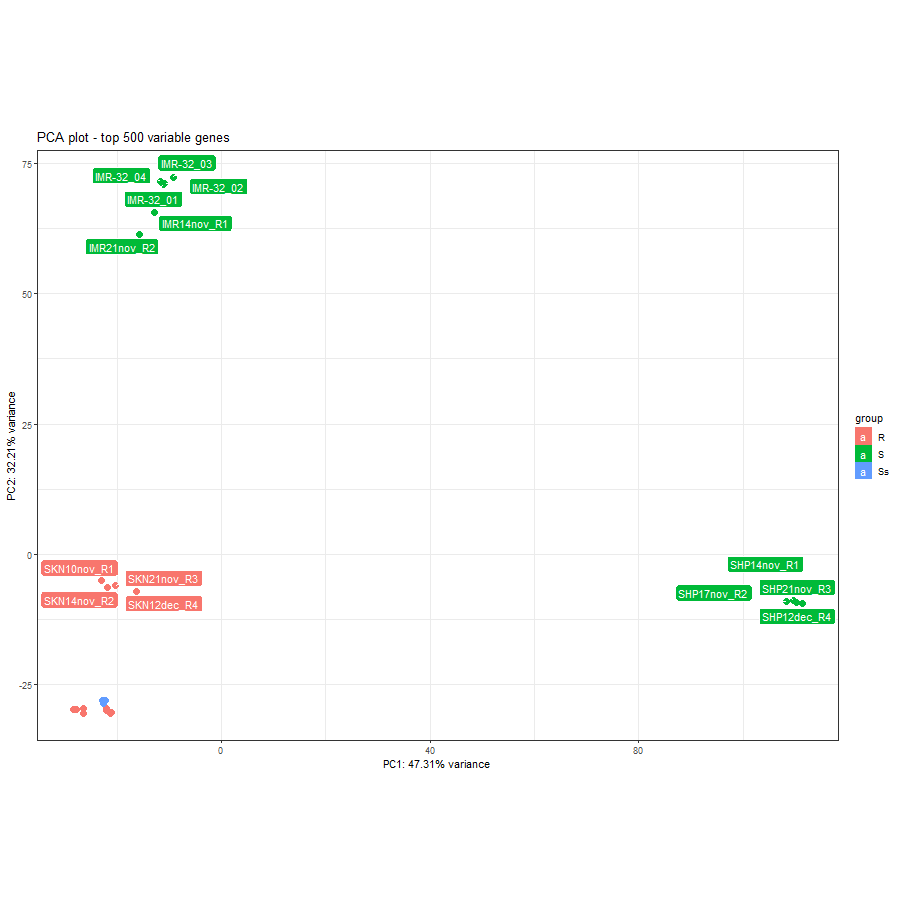 PCA plot - top 500 variable genes
75
50
25
0
-25
PC2: 32.21% variance
IMR-32_03
IMR-32_04
IMR-32_02
IMR-32_01
IMR14nov_R1
IMR21nov_R2
SKN10nov_R1
SKN21nov_R3
SKN14nov_R2
SKN12dec_R4
SHP14nov_R1
SHP21nov_R3
SHP17nov_R2
SHP12dec_R4
0
40
80
PC1: 47.31% variance
group
a R
a S
a Ss